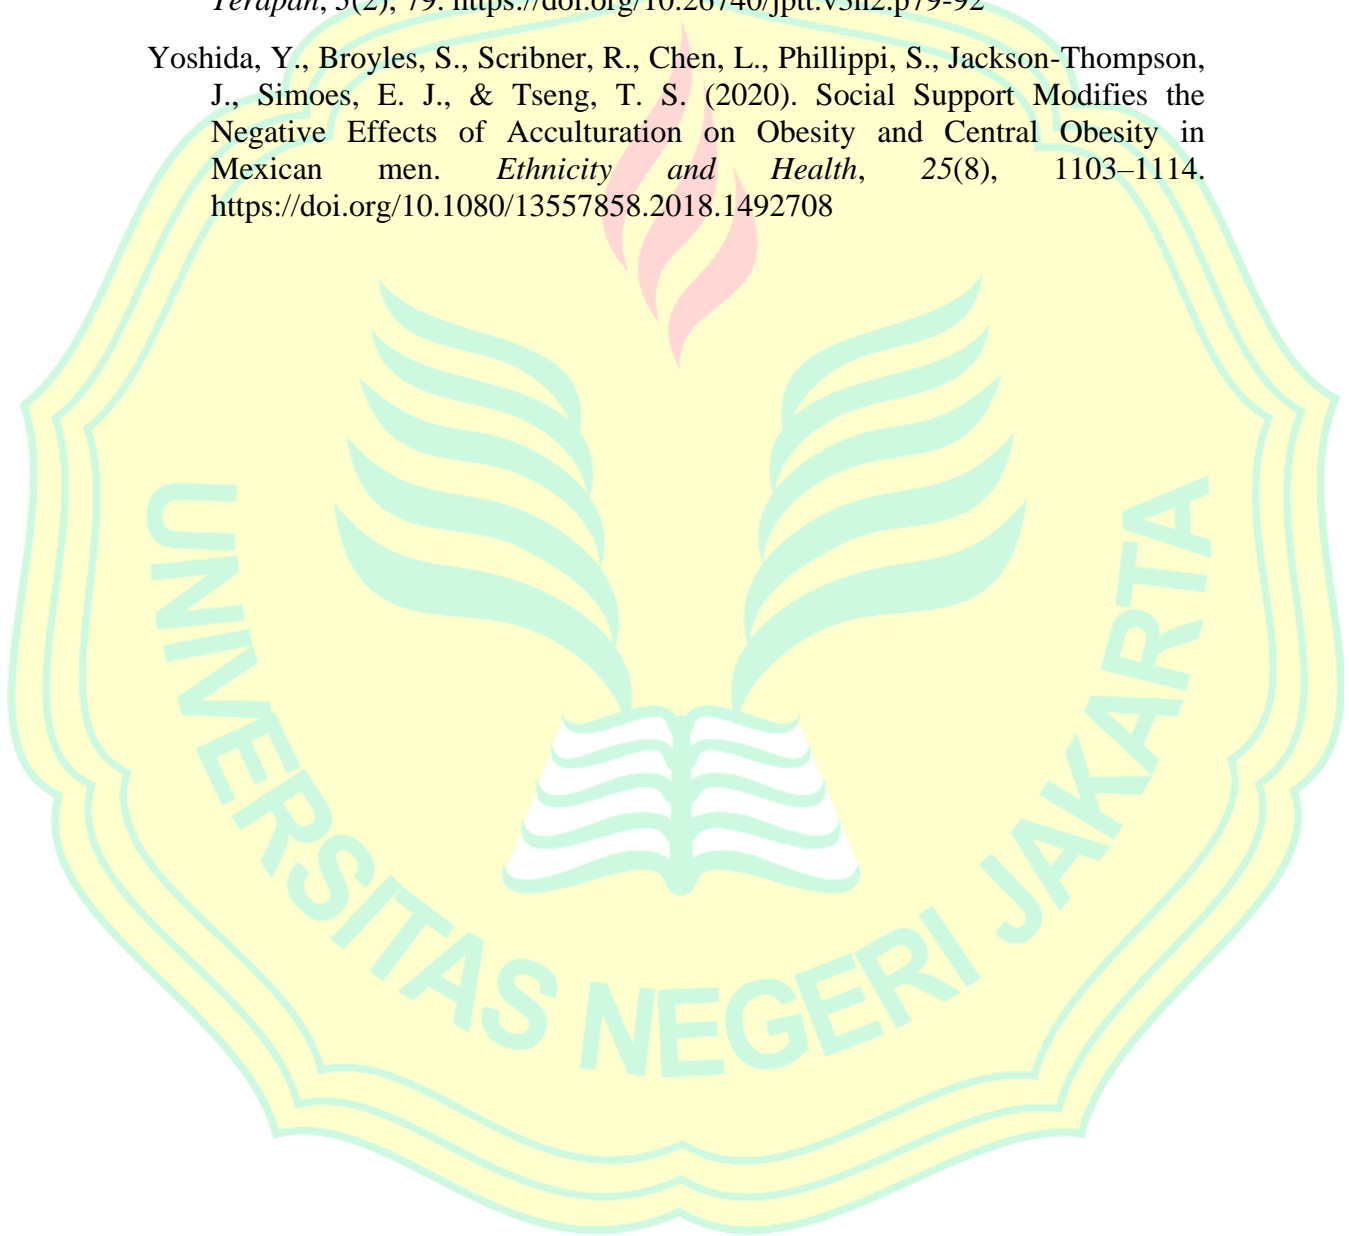 Terapan, 5(2), 79. https://doi.org/10.26740/jptt.v5n2.p79-92
Yoshida, Y., Broyles, S., Scribner, R., Chen, L., Phillippi, S., Jackson-Thompson,
J., Simoes, E. J., & Tseng, T. S. (2020). Social Support Modifies the
Negative Effects of Acculturation on Obesity and Central Obesity in
Mexican men. Ethnicity and Health, 25(8), 1103–1114.
https://doi.org/10.1080/13557858.2018.1492708
UNIVERSITAS NEGERI JAKARTA